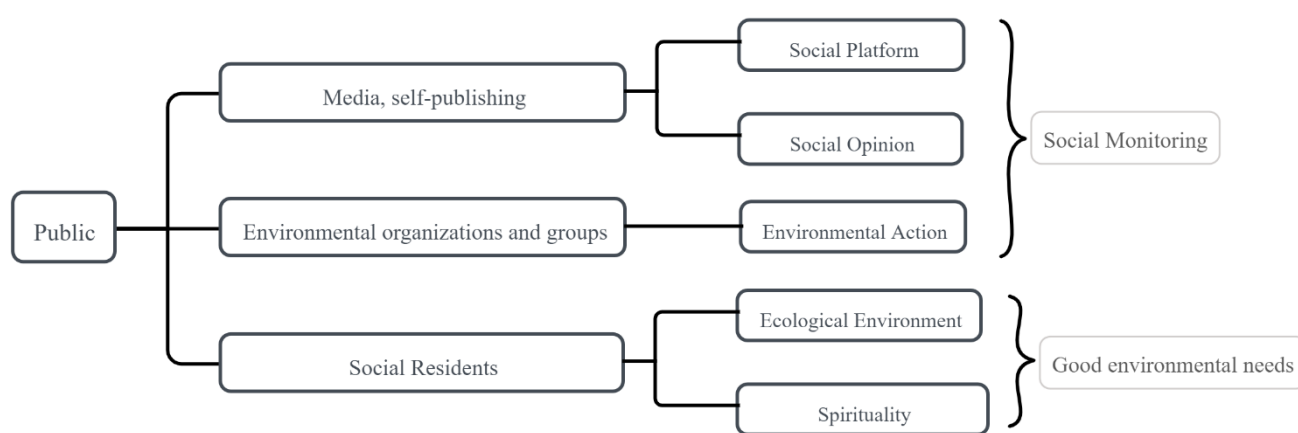 Public
Media, self-publishing
Social Platform
Social Opinion
Environmental organizations and groups
Environmental Action
Social Monitoring
Social Residents
Ecological Environment
Spirituality
Good environmental needs